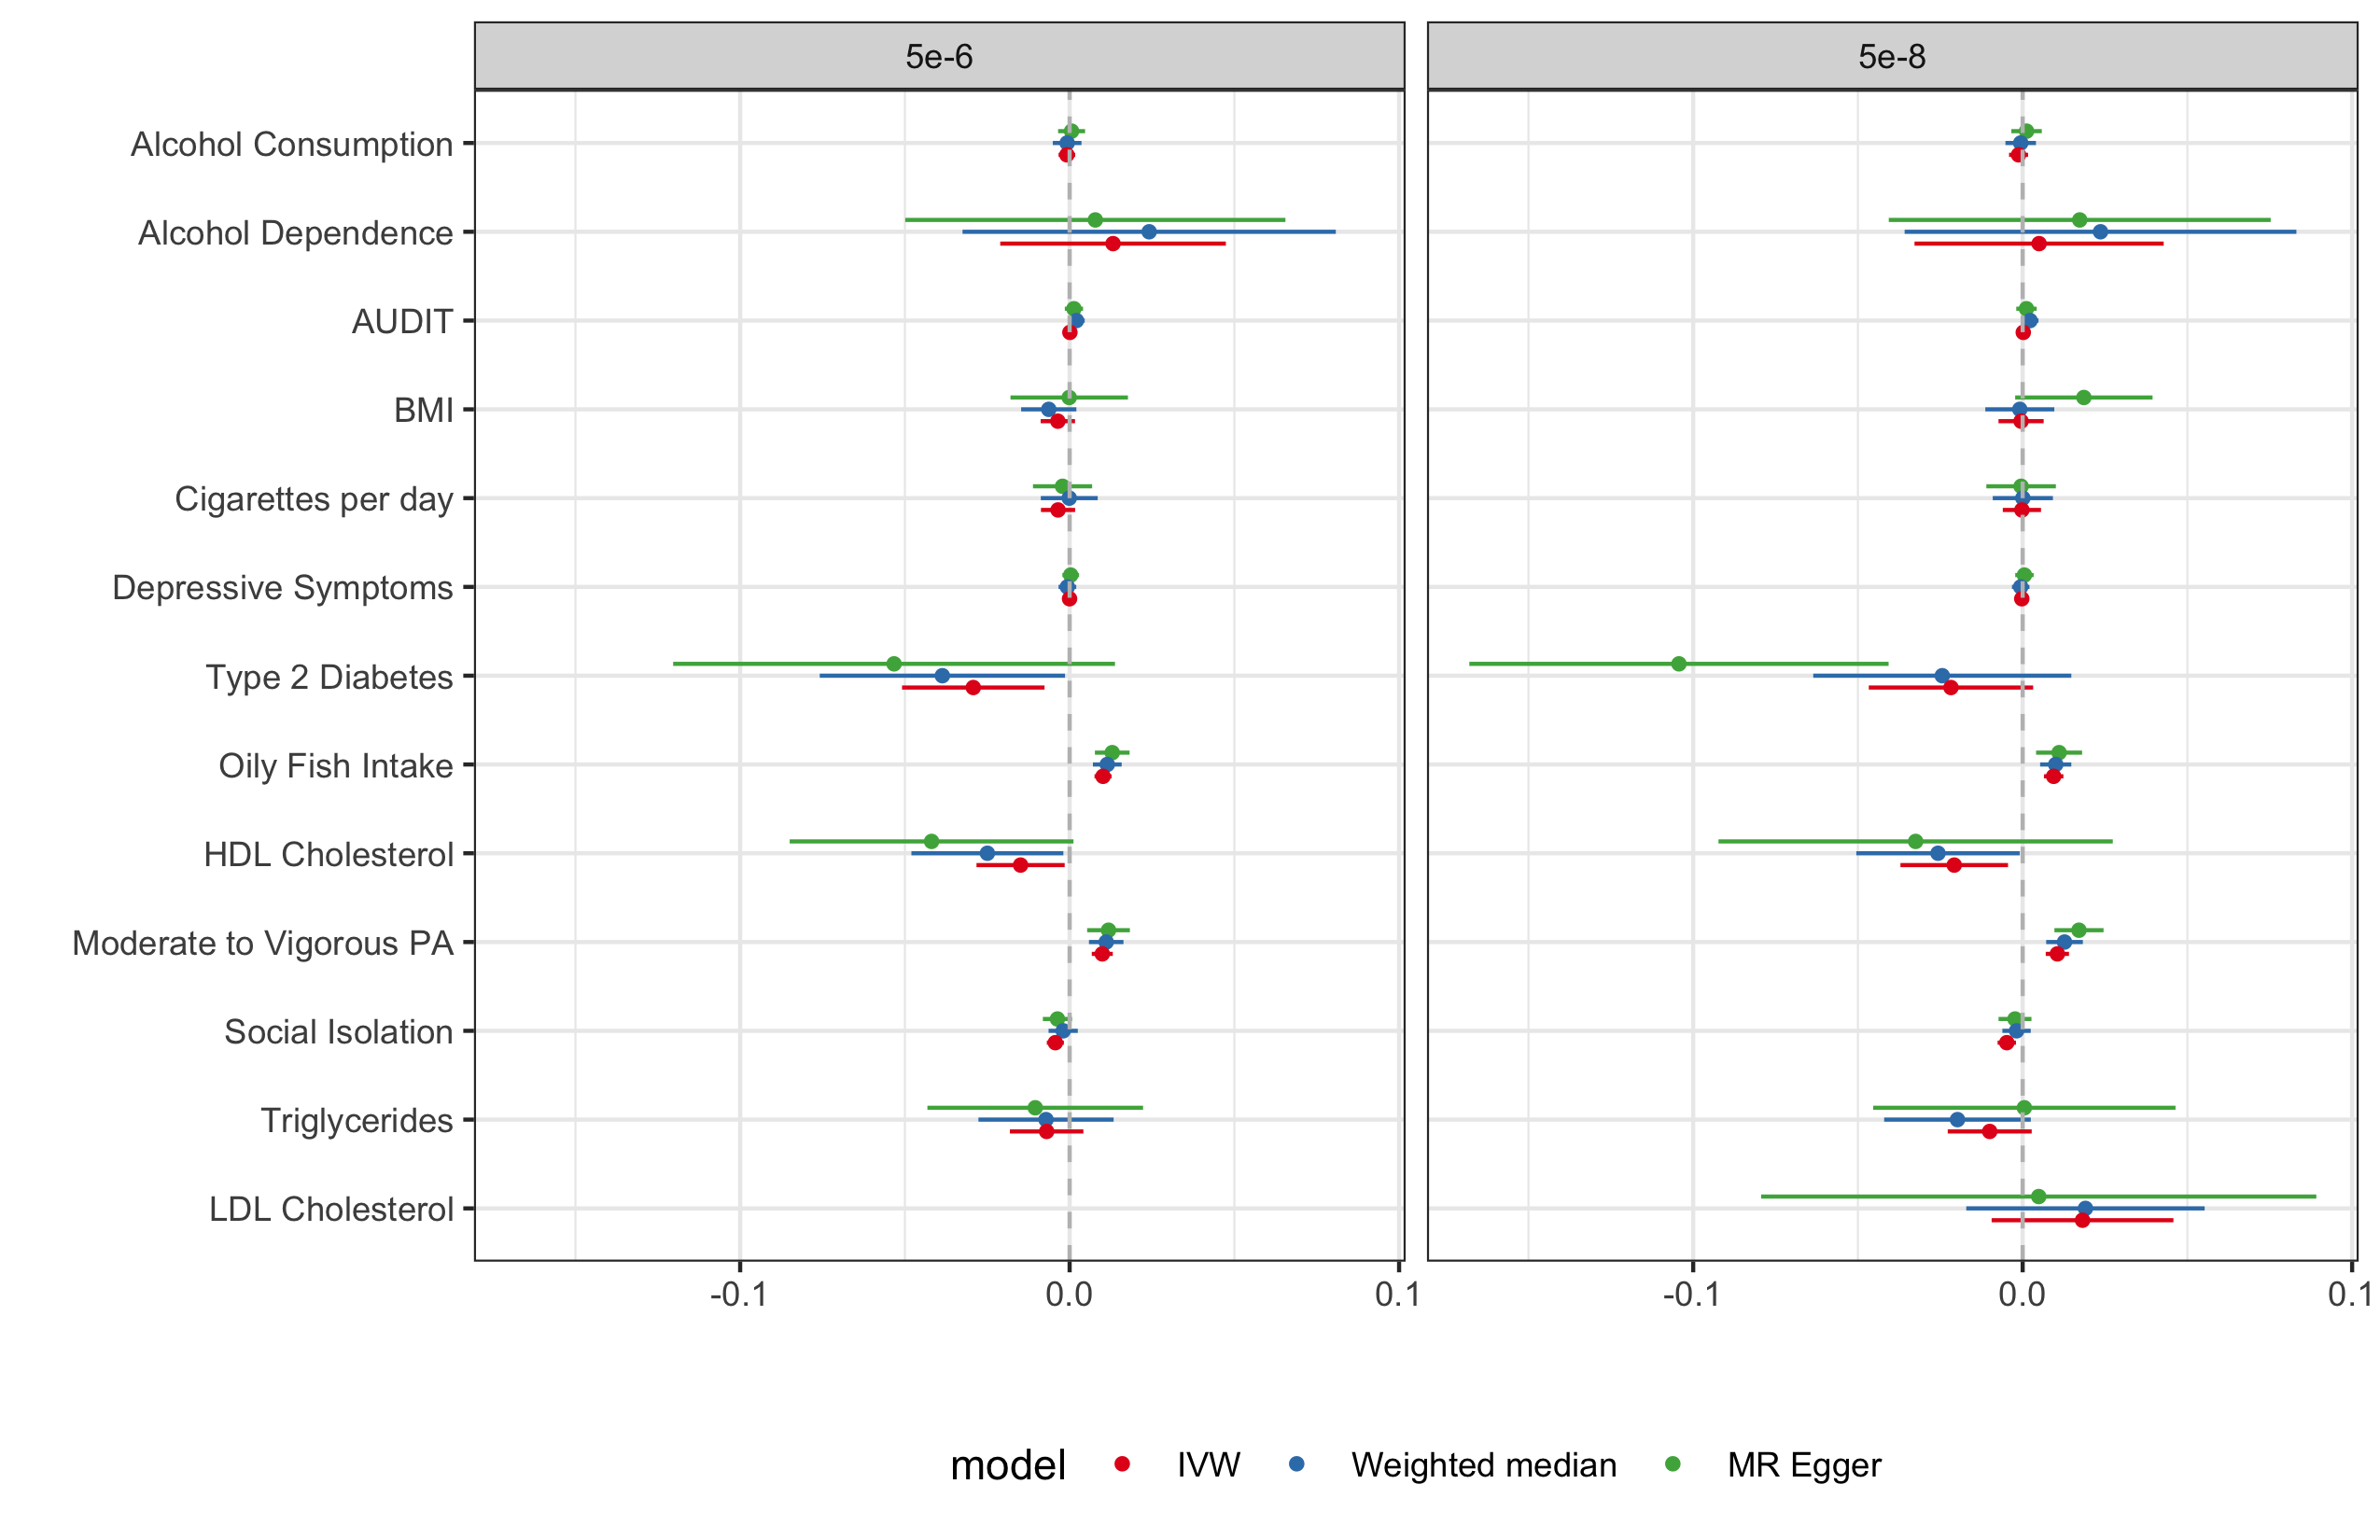 5e-6
5e-8
Alcohol Consumption
Alcohol Dependence
AUDIT
BMI
Cigarettes per day
Depressive Symptoms
Type 2 Diabetes
Oily Fish Intake
HDL Cholesterol
Moderate to Vigorous PA
Social Isolation
Triglycerides
LDL Cholesterol
-0.1 0.0 0.1 -0.1 0.0 0.1
model IVW Weighted median MR Egger